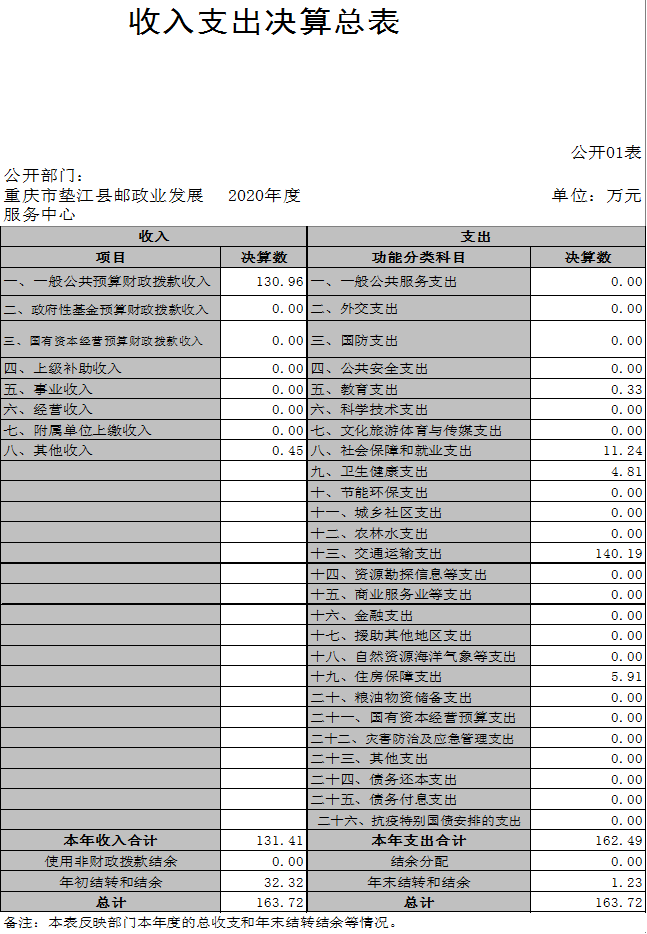 收入支出决算总表
公开01表
公开部门：
重庆市垫江县邮政业发展服务中心 2020年度 单位：万元
收入 支出
项目 决算数 功能分类科目 决算数
一、一般公共预算财政拨款收入 130.96 一、一般公共服务支出 0.00
二、政府性基金预算财政拨款收入 0.00 二、外交支出 0.00
三、国有资本经营预算财政拨款收入 0.00 三、国防支出 0.00
四、上级补助收入 0.00 四、公共安全支出 0.00
五、事业收入 0.00 五、教育支出 0.33
六、经营收入 0.00 六、科学技术支出 0.00
七、附属单位上缴收入 0.00 七、文化旅游体育与传媒支出 0.00
八、其他收入 0.45 八、社会保障和就业支出 11.24
九、卫生健康支出 4.81
十、节能环保支出 0.00
十一、城乡社区支出 0.00
十二、农林水支出 0.00
十三、交通运输支出 140.19
十四、资源勘探信息等支出 0.00
十五、商业服务业等支出 0.00
十六、金融支出 0.00
十七、援助其他地区支出 0.00
十八、自然资源海洋气象等支出 0.00
十九、住房保障支出 5.91
二十、粮油物资储备支出 0.00
二十一、国有资本经营预算支出 0.00
二十二、灾害防治及应急管理支出 0.00
二十三、其他支出 0.00
二十四、债务还本支出 0.00
二十五、债务付息支出 0.00
二十六、抗疫特别国债安排的支出 0.00
本年收入合计 131.41 本年支出合计 162.49
使用非财政拨款结余 0.00 结余分配 0.00
年初结转和结余 32.32 年末结转和结余 1.23
总计 163.72 总计 163.72
备注：本表反映部门本年度的总收支和年末结转结余等情况。